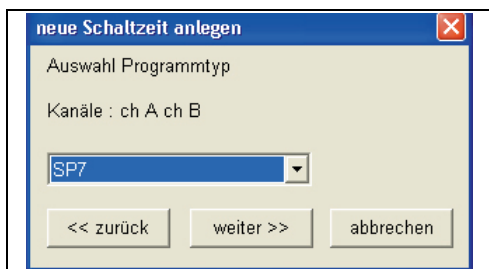 neue Schaltzeit anlegen
Auswahl Programmtyp
Kanäle : ch A ch B
SP7
<< zurück
weiter >>
abbrechen